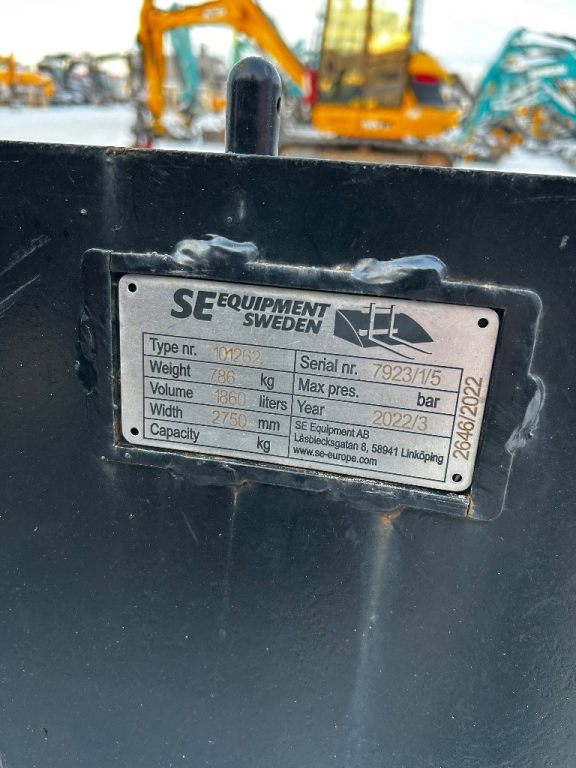 SE EQUIPMENT
SWEDEN
Type nr. 101262
Weight 786 kg
Volume 1860 liters
Width 2750 mm
Capacity kg
Serial nr. 7923/1/5
Max pres. bar
Year 2022/3
SE Equipment AB
Låsblecksgatan 8, 58941 Linköping
www.se-europe.com
2646/2022